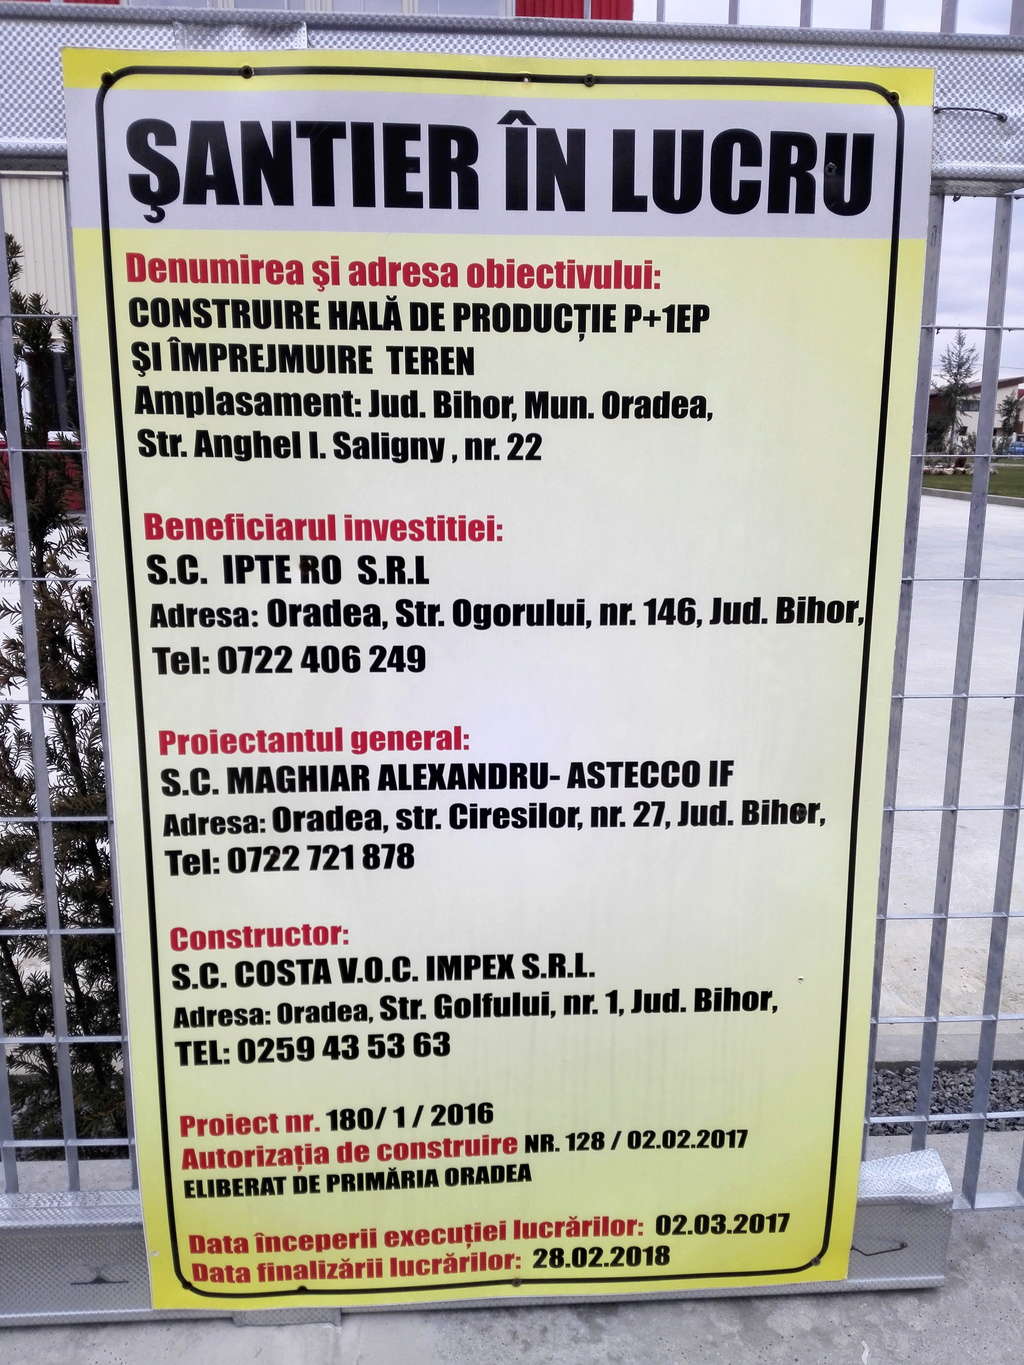 ŞANTIER ÎN LUCRU
Denumirea şi adresa obiectivului:
CONSTRUIRE HALĂ DE PRODUCȚIE P+1EP
ŞI ÎMPREJMUIRE TEREN
Amplasament: Jud. Bihor, Mun. Oradea,
Str. Anghel I. Saligny , nr. 22
Beneficiarul investitiei:
S.C. IPTE RO S.R.L
Adresa: Oradea, Str. Ogorului, nr. 146, Jud. Bihor,
Tel: 0722 406 249
Proiectantul general:
S.C. MAGHIAR ALEXANDRU- ASTECCO IF
Adresa: Oradea, str. Ciresilor, nr. 27, Jud. Bihor,
Tel: 0722 721 878
Constructor:
S.C. COSTA V.O.C. IMPEX S.R.L.
Adresa: Oradea, Str. Golfului, nr. 1, Jud. Bihor,
TEL: 0259 43 53 63
Proiect nr. 180/ 1 / 2016
Autorizația de construire NR. 128 / 02.02.2017
ELIBERAT DE PRIMĂRIA ORADEA
Data începerii execuției lucrărilor: 02.03.2017
Data finalizării lucrărilor: 28.02.2018